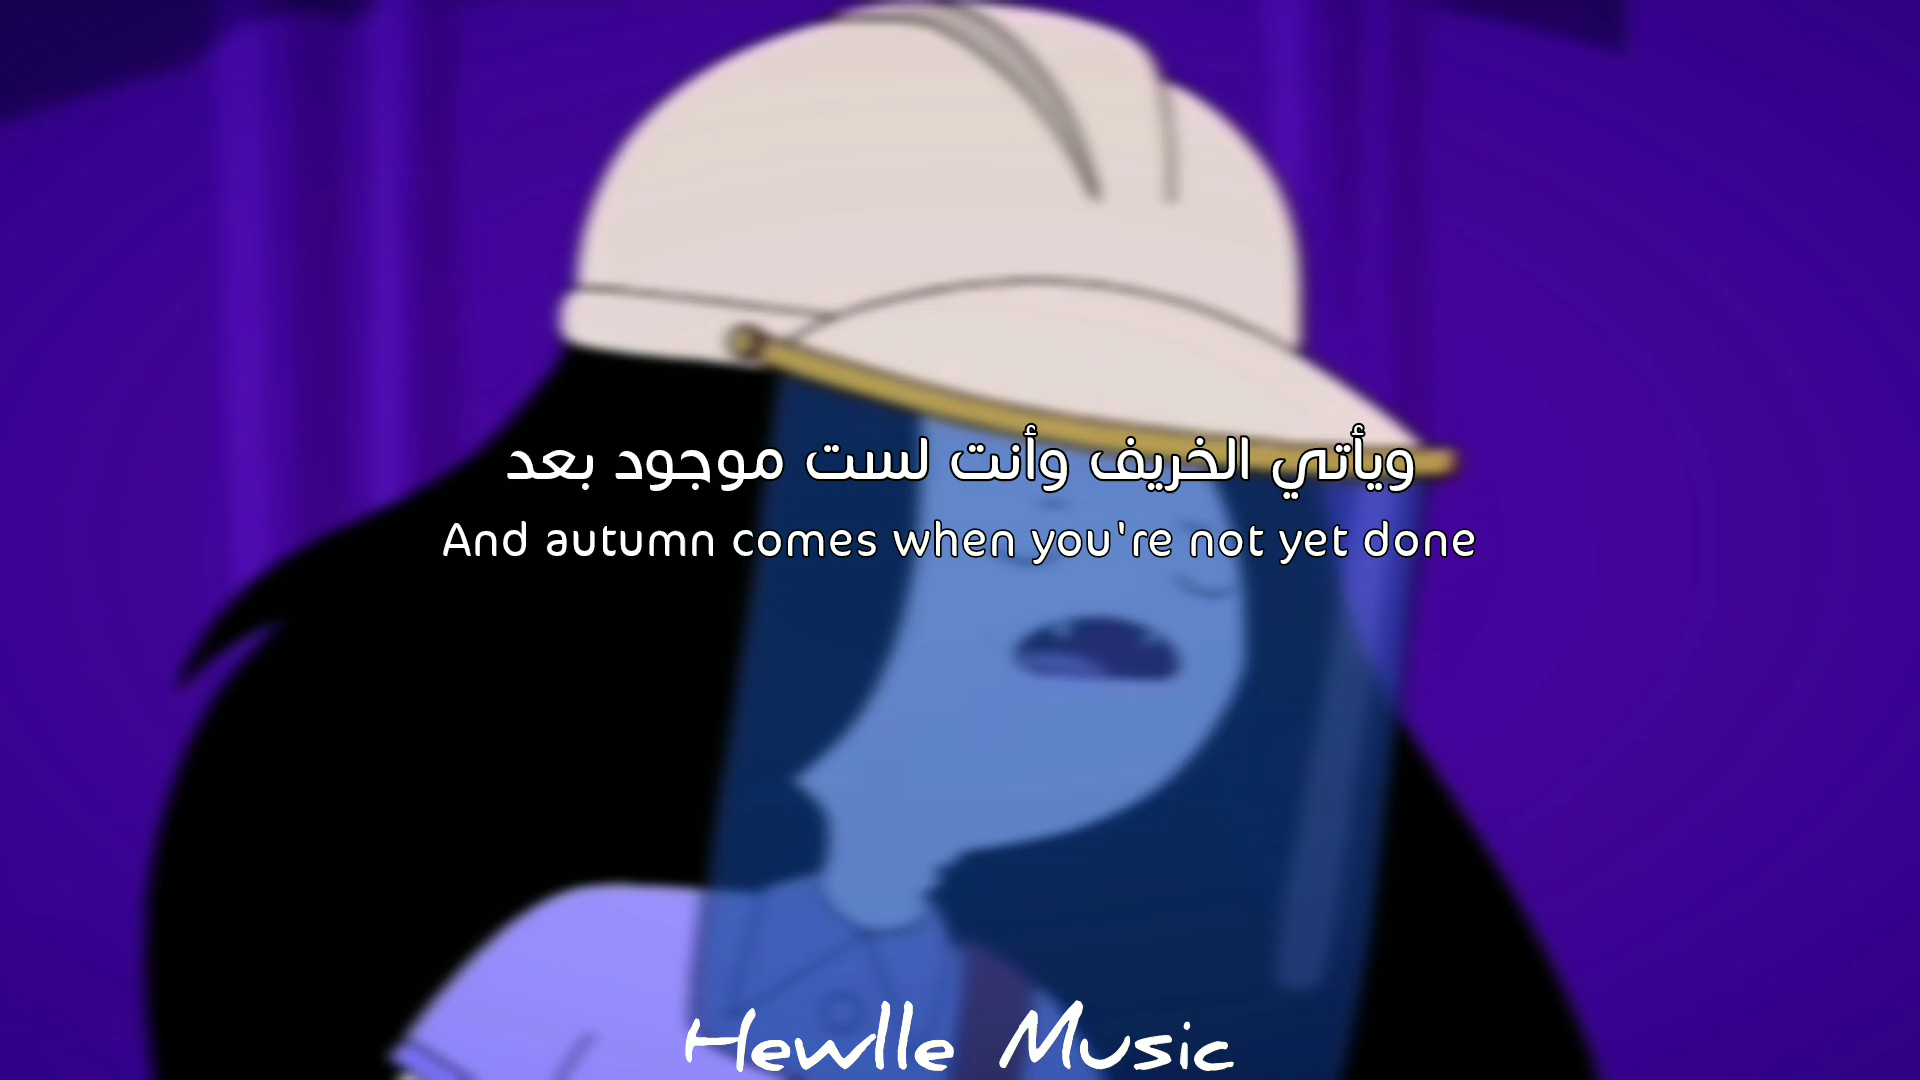 ويأتي الخريف وأنت لست موجود بعد
And autumn comes when you're not yet done
Hewlle Music